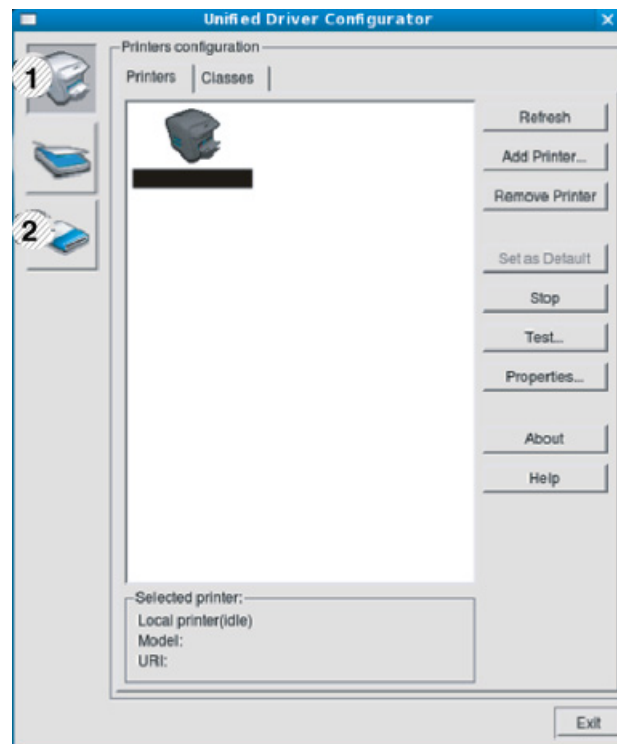 Unified Driver Configurator
Printers configuration
1
Printers
Classes
Refresh
Add Printer...
Remove Printer
2
Set as Default
Stop
Test...
Properties...
About
Help
Selected printer:
Local printer(idle)
Model:
URI:
Exit